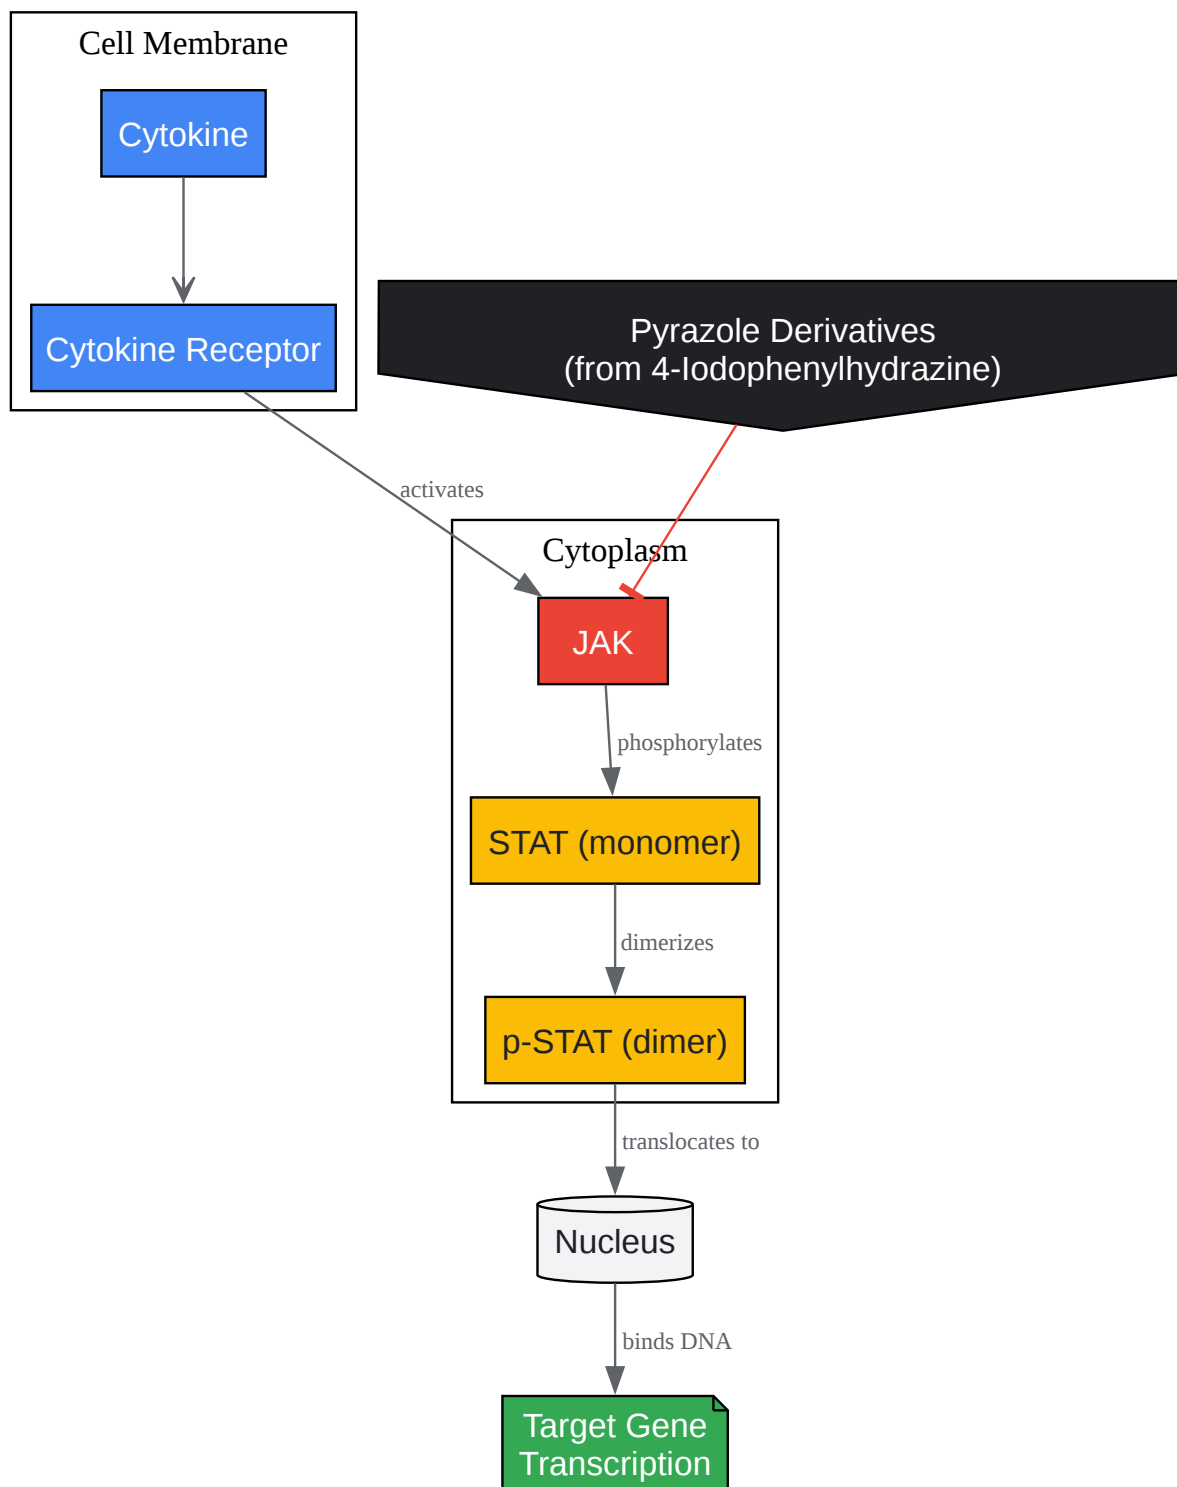 Cell Membrane
Cytokine
Cytokine Receptor
Pyrazole Derivatives
(from 4-Iodophenylhydrazine)
activates
Cytoplasm
JAK
phosphorylates
STAT (monomer)
dimerizes
p-STAT (dimer)
translocates to
Nucleus
binds DNA
Target Gene
Transcription